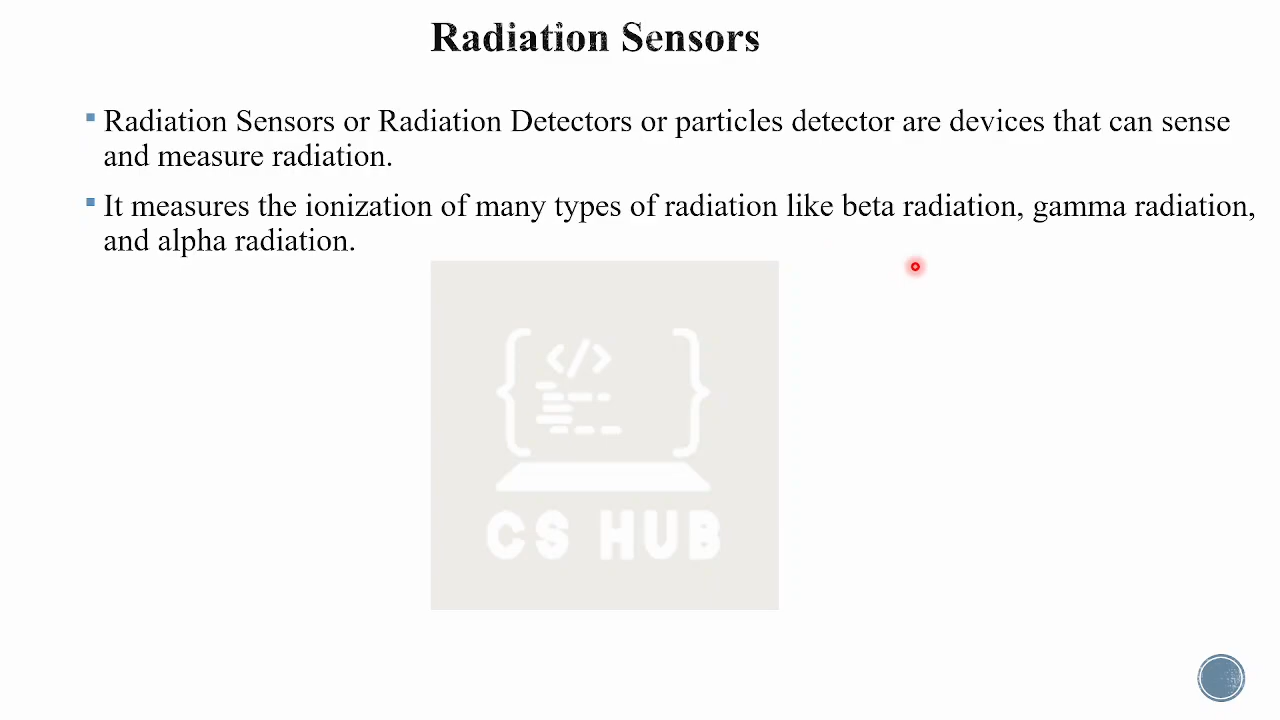 Radiation Sensors
Radiation Sensors or Radiation Detectors or particles detector are devices that can sense
and measure radiation.
It measures the ionization of many types of radiation like beta radiation, gamma radiation,
and alpha radiation.
</>
CS HUB